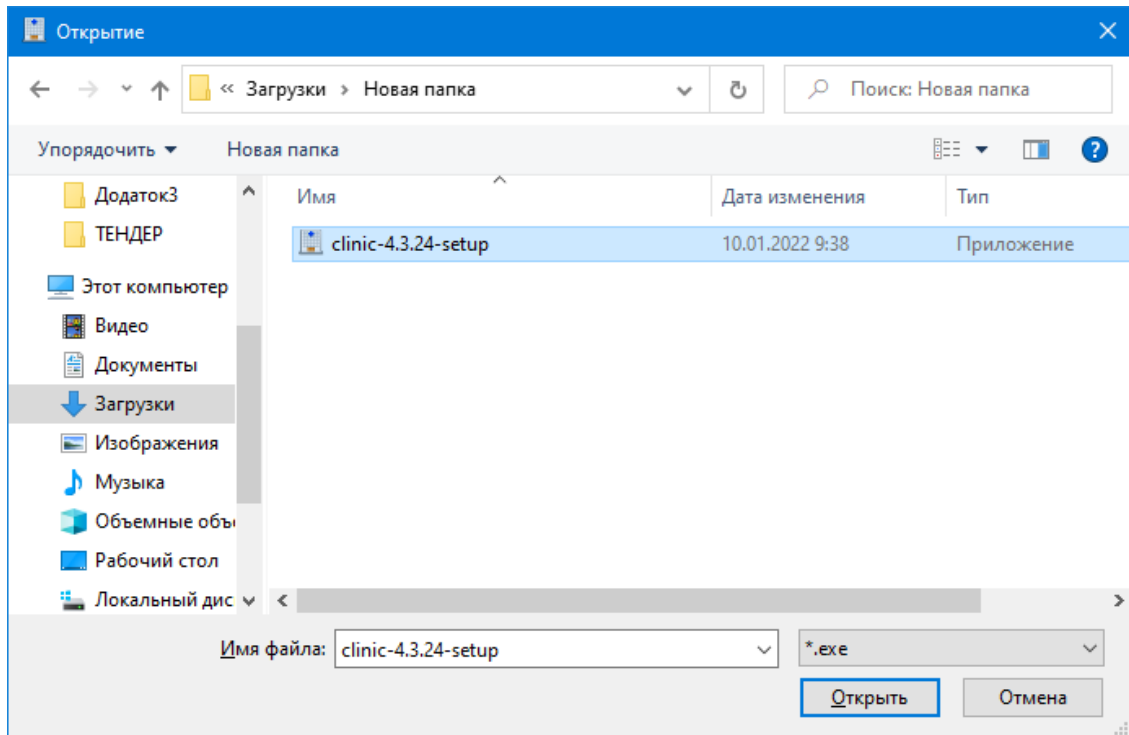 Открытие
« Загрузки › Новая папка
Поиск: Новая папка
Упорядочить
Новая папка
?
Додаток3
ТЕНДЕР
Этот компьютер
Видео
Документы
Загрузки
Изображения
Музыка
Объемные объ
Рабочий стол
Локальный дис
Имя
Дата изменения
Тип
clinic-4.3.24-setup
10.01.2022 9:38
Приложение
Имя файла:
clinic-4.3.24-setup
*.exe
Открыть
Отмена